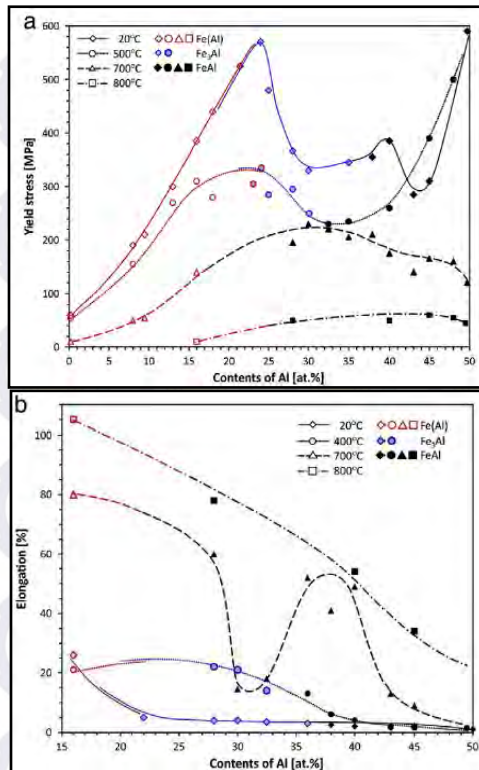 a
600
500
400
300
200
100
0
Yield stress [MPa]
20°C Fe(Al)
500°C Fe₃Al
700°C FeAl
800°C
0 5 10 15 20 25 30 35 40 45 50
Contents of Al [at.%]
b
100
80
60
40
20
0
Elongation [%]
20°C Fe(Al)
400°C Fe₃Al
700°C FeAl
800°C
15 20 25 30 35 40 45 50
Contents of Al [at.%]